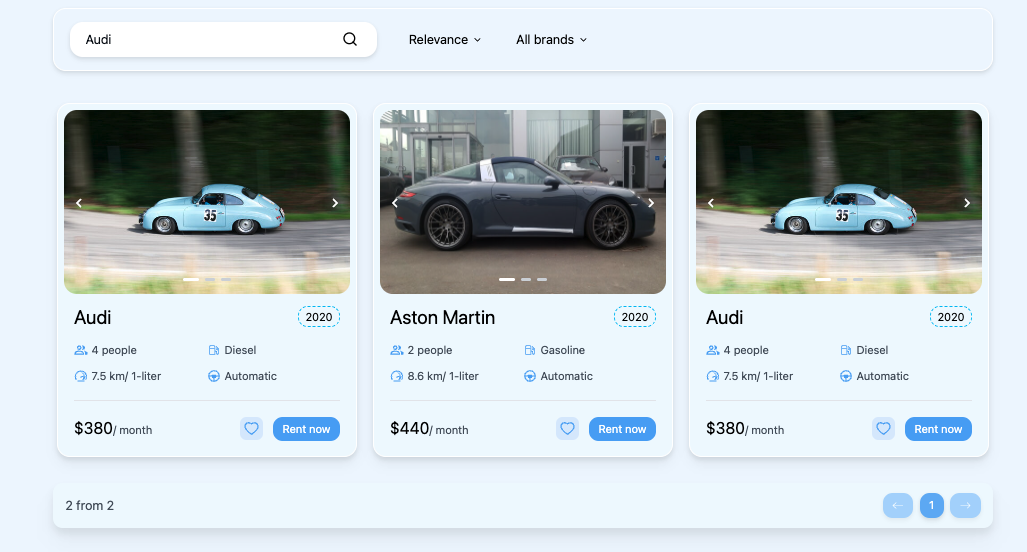 Audi
Relevance
All brands
35
35
Audi
2020
Aston Martin
2020
Audi
2020
4 people
Diesel
2 people
Gasoline
4 people
Diesel
7.5 km/ 1-liter
Automatic
8.6 km/ 1-liter
Automatic
7.5 km/ 1-liter
Automatic
$380/ month
Rent now
$440/ month
Rent now
$380/ month
Rent now
2 from 2
← 1 →